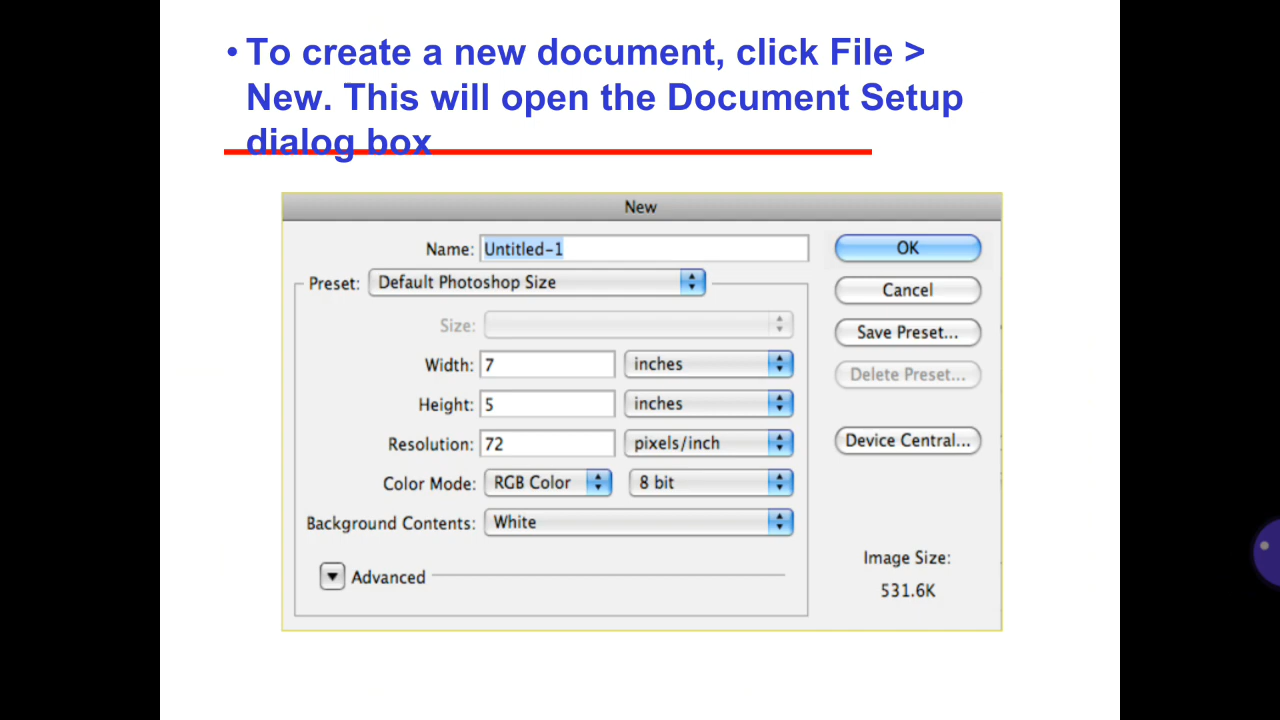 • To create a new document, click File >
New. This will open the Document Setup
dialog box
New
Name: Untitled-1
OK
Preset: Default Photoshop Size
Cancel
Size:
Save Preset...
Width: 7 inches
Delete Preset...
Height: 5 inches
Resolution: 72 pixels/inch
Device Central...
Color Mode: RGB Color 8 bit
Background Contents: White
Image Size:
Advanced
531.6K